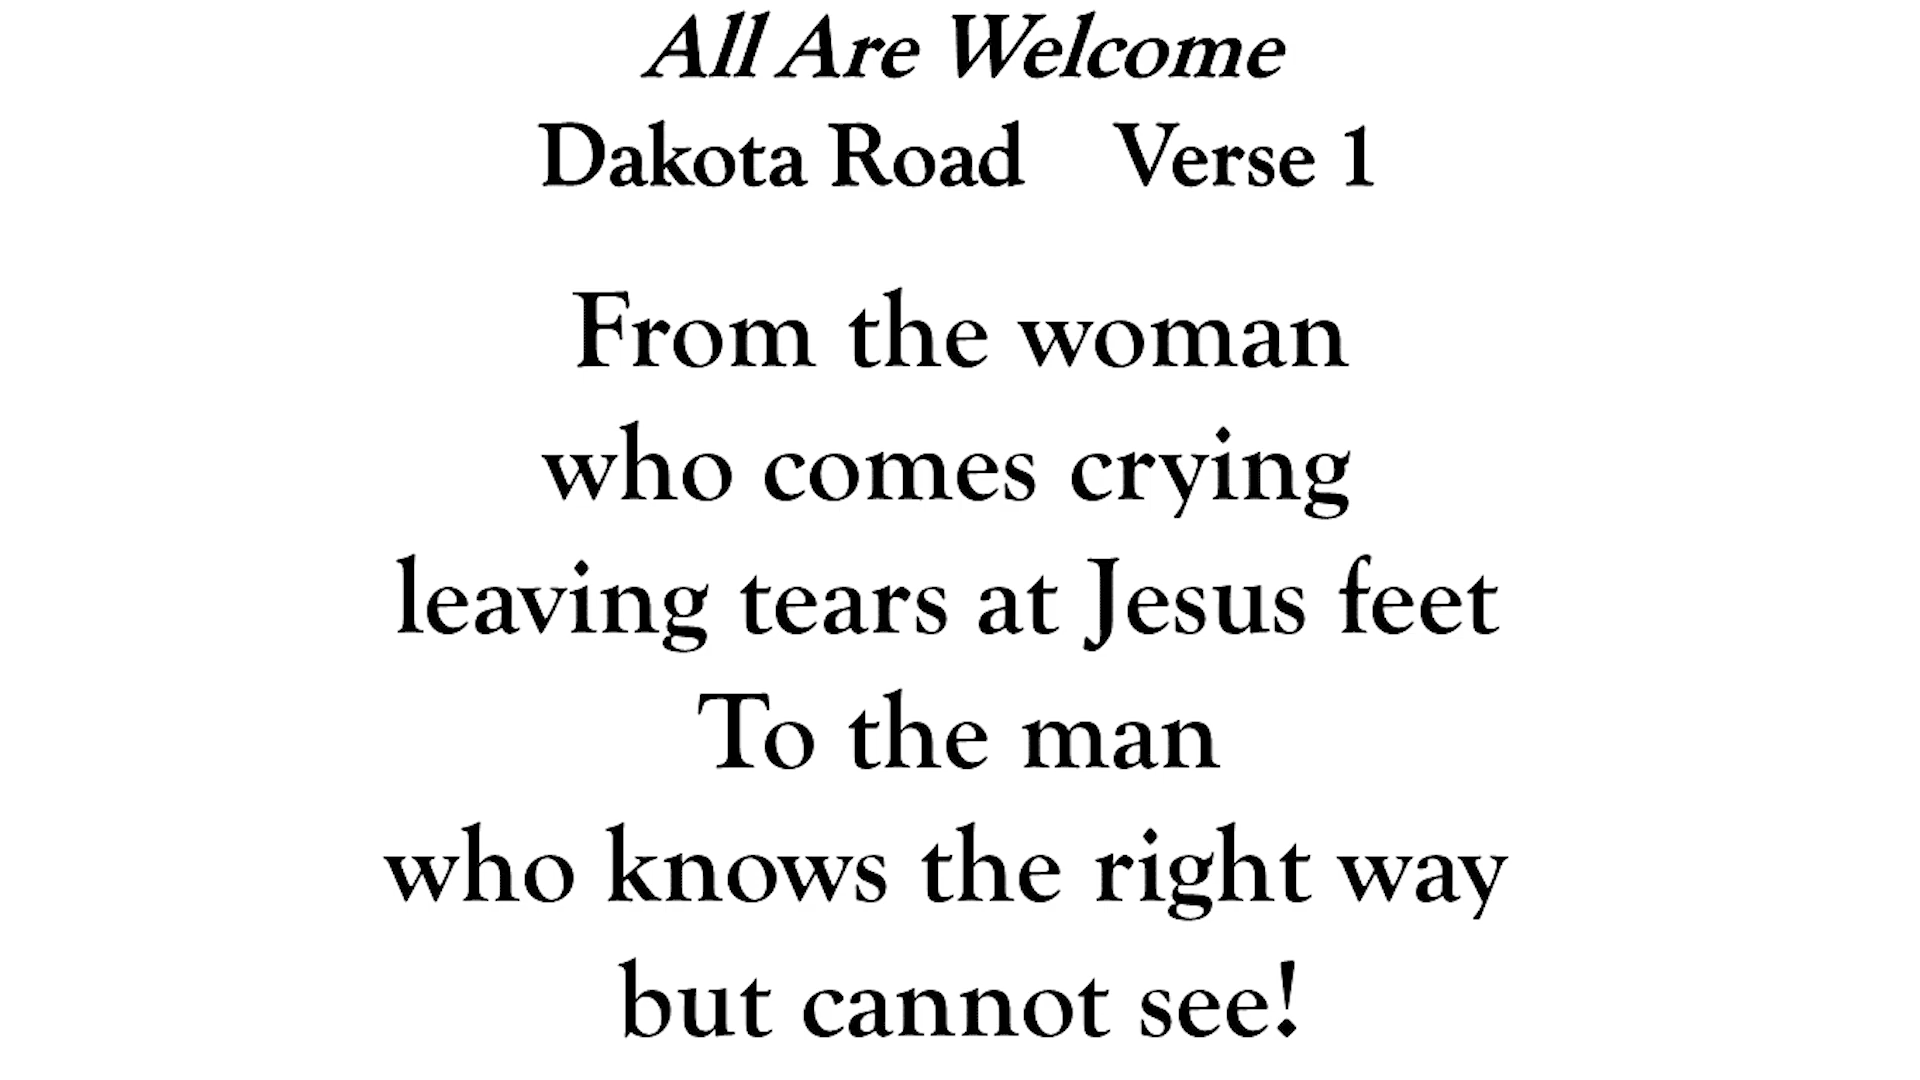 All Are Welcome
Dakota Road Verse 1
From the woman
who comes crying
leaving tears at Jesus feet
To the man
who knows the right way
but cannot see!